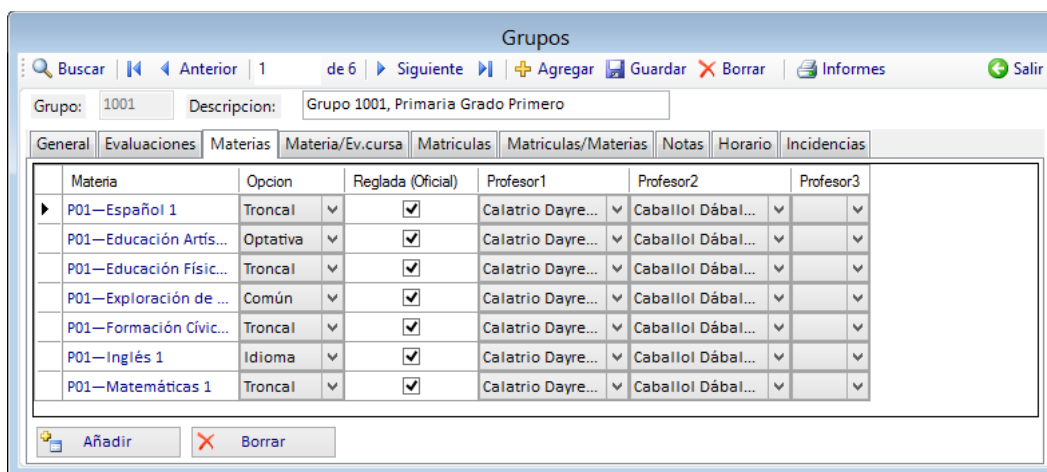 Grupos
Buscar Anterior 1 de 6 Siguiente Agregar Guardar Borrar Informes Salir
Grupo: 1001 Descripcion: Grupo 1001, Primaria Grado Primero
General Evaluaciones Materias Materia/Ev.cursa Matriculas Matriculas/Materias Notas Horario Incidencias
Materia Opcion Reglada (Oficial) Profesor1 Profesor2 Profesor3
P01—Español 1 Troncal Calatrio Dayre... Caballol Dábal...
P01—Educación Artís... Optativa Calatrio Dayre... Caballol Dábal...
P01—Educación Físic... Troncal Calatrio Dayre... Caballol Dábal...
P01—Exploración de ... Común Calatrio Dayre... Caballol Dábal...
P01—Formación Cívic... Troncal Calatrio Dayre... Caballol Dábal...
P01—Inglés 1 Idioma Calatrio Dayre... Caballol Dábal...
P01—Matemáticas 1 Troncal Calatrio Dayre... Caballol Dábal...
Añadir Borrar